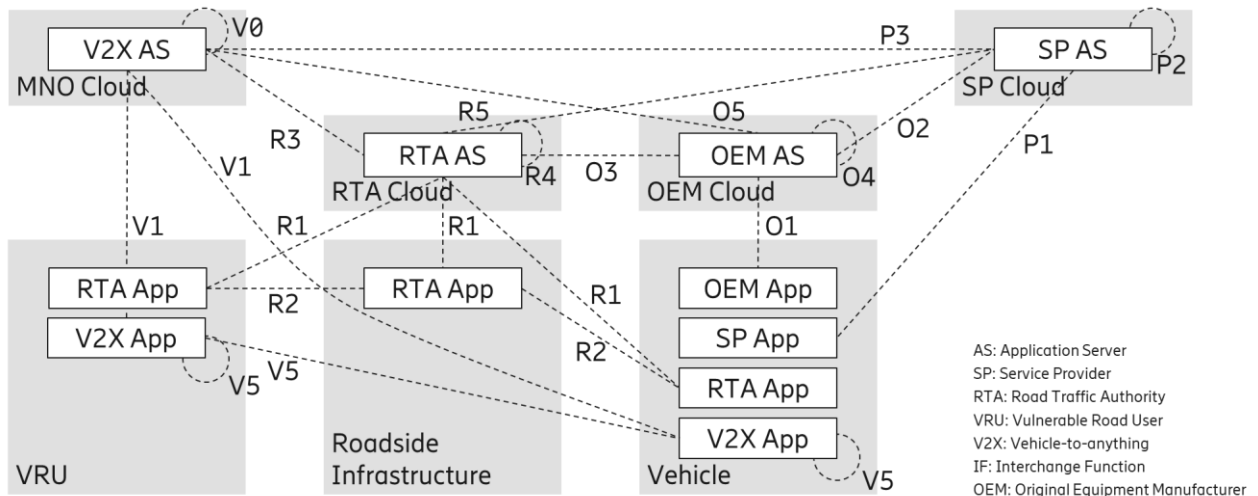 V0
V2X AS
MNO Cloud
P3
SP AS
P2
SP Cloud
R3
V1
R5
O5
O2
P1
RTA AS
R4
RTA Cloud
O3
OEM AS
O4
OEM Cloud
V1
R1
R1
O1
RTA App
R2
RTA App
R1
OEM App
V2X App
V5
V5
R2
SP App
RTA App
V2X App
V5
VRU
Roadside
Infrastructure
Vehicle
AS: Application Server
SP: Service Provider
RTA: Road Traffic Authority
VRU: Vulnerable Road User
V2X: Vehicle-to-anything
IF: Interchange Function
OEM: Original Equipment Manufacturer